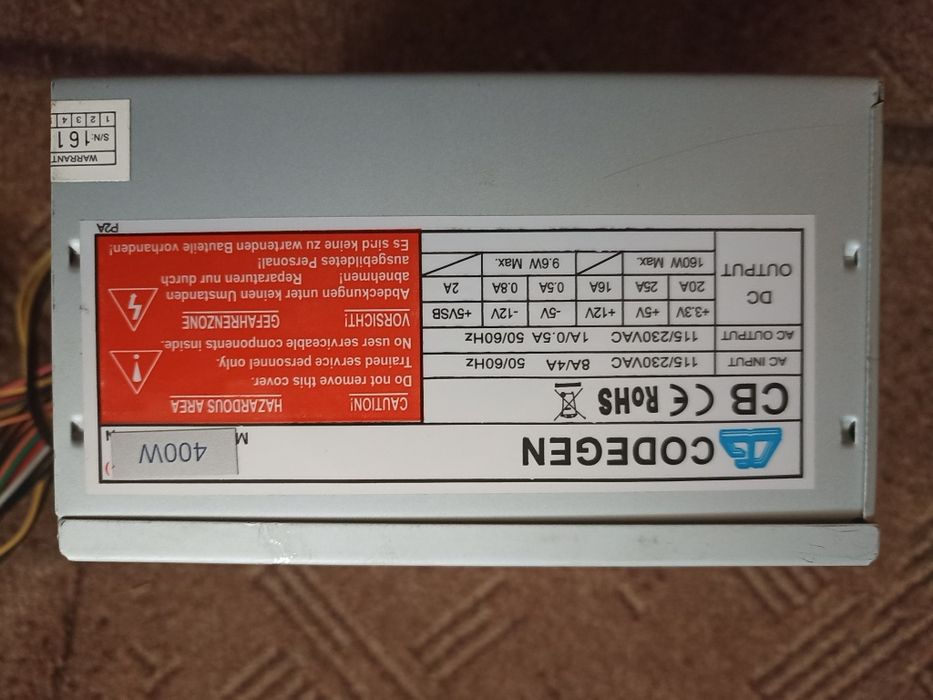 CODEGEN
400W
CB CE RoHS
AC INPUT 115/230VAC 8A/4A 50/60Hz
AC OUTPUT 115/230VAC 1A/0.5A 50/60Hz
DC OUTPUT
+3.3V +5V +12V -5V -12V +5VSB
20A 25A 16A 0.5A 0.8A 2A
160W Max. 9.6W Max.
CAUTION! HAZARDOUS AREA
Do not remove this cover.
Trained service personnel only.
No user serviceable components inside.
VORSICHT! GEFAHRENZONE
Abdeckungen unter keinen Umstanden
abnehmen! Reparaturen nur durch
ausgebildetes Personal!
Es sind keine zu wartenden Bauteile vorhanden!
P2A
WARRANT
S/N:161
1 2 3 4